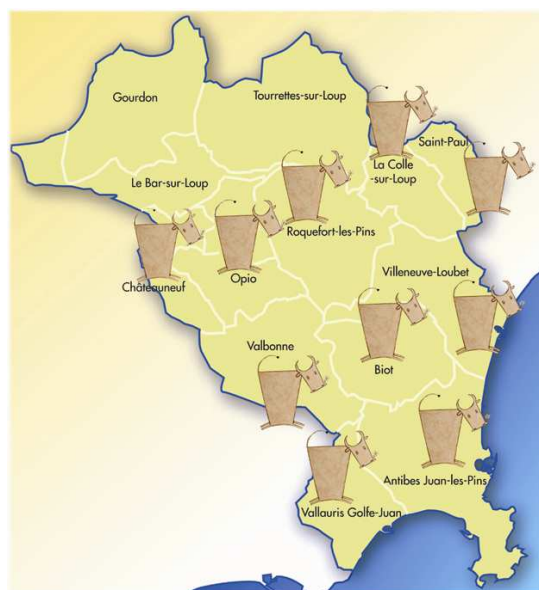 Gourdon
Tourrettes-sur-Loup
Saint-Paul
La Colle
-sur-Loup
Le Bar-sur-Loup
Roquefort-les-Pins
Châteauneuf
Opio
Villeneuve-Loubet
Valbonne
Biot
Antibes Juan-les-Pins
Vallauris Golfe-Juan